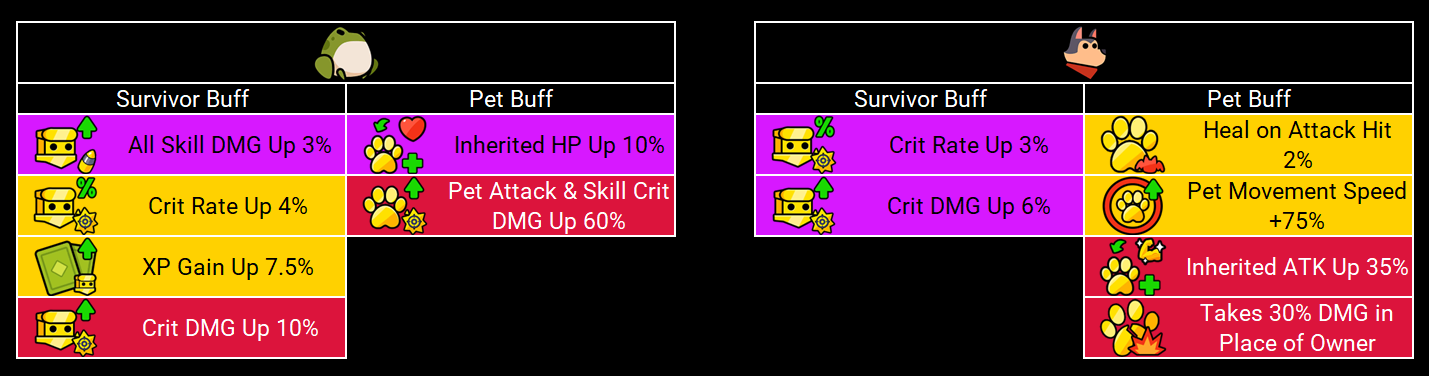 Survivor Buff
Pet Buff
All Skill DMG Up 3%
Inherited HP Up 10%
Crit Rate Up 4%
Pet Attack & Skill Crit
DMG Up 60%
XP Gain Up 7.5%
Crit DMG Up 10%
Survivor Buff
Pet Buff
Crit Rate Up 3%
Heal on Attack Hit
2%
Crit DMG Up 6%
Pet Movement Speed
+75%
Inherited ATK Up 35%
Takes 30% DMG in
Place of Owner